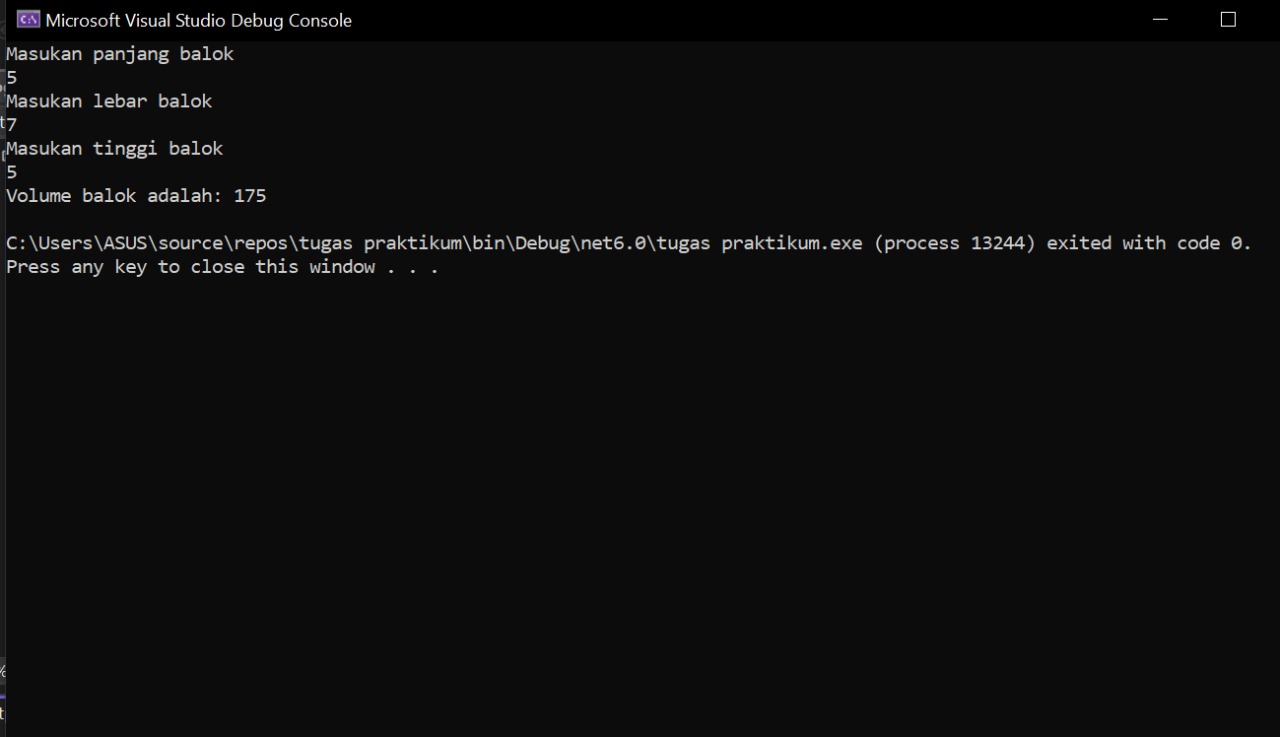 Microsoft Visual Studio Debug Console
Masukan panjang balok
5
Masukan lebar balok
7
Masukan tinggi balok
5
Volume balok adalah: 175
C:\Users\ASUS\source\repos\tugas praktikum\bin\Debug\net6.0\tugas praktikum.exe (process 13244) exited with code 0.
Press any key to close this window . . .